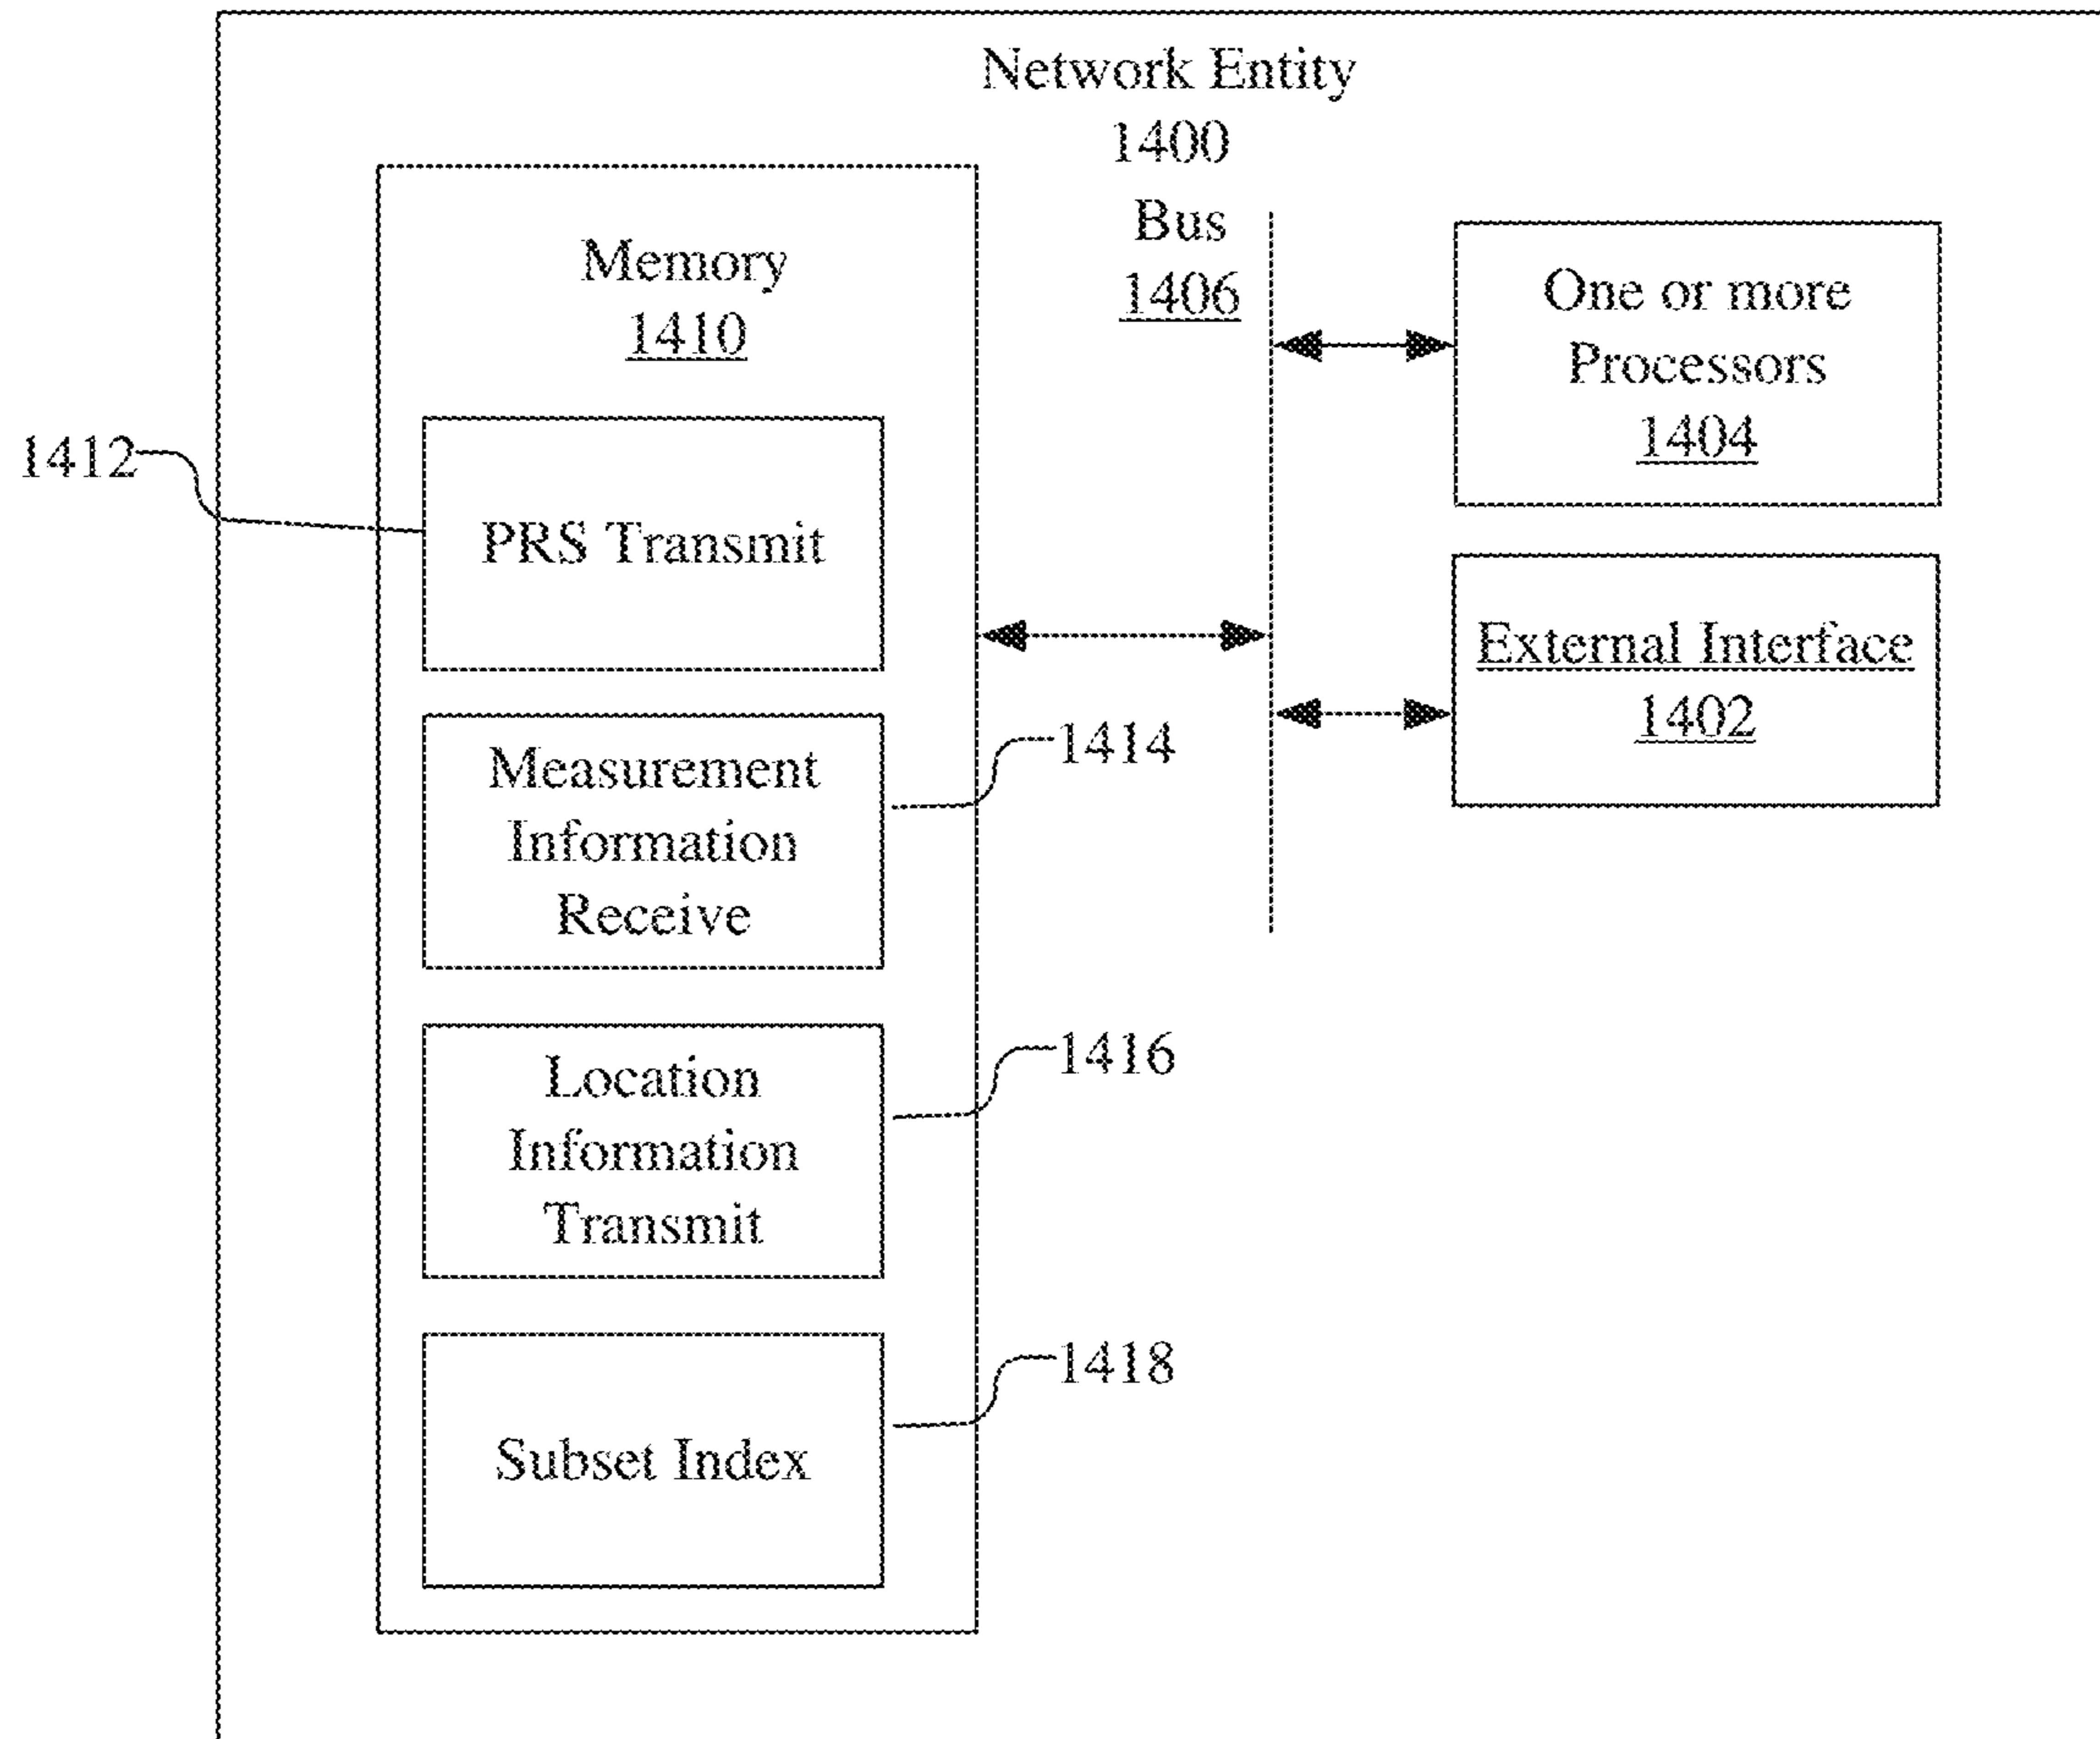 Network Entity
1400
Bus
1406
Memory
1410
One or more
Processors
1404
1412
PRS Transmit
External Interface
1402
Measurement
Information
Receive
1414
Location
Information
Transmit
1416
Subset Index
1418